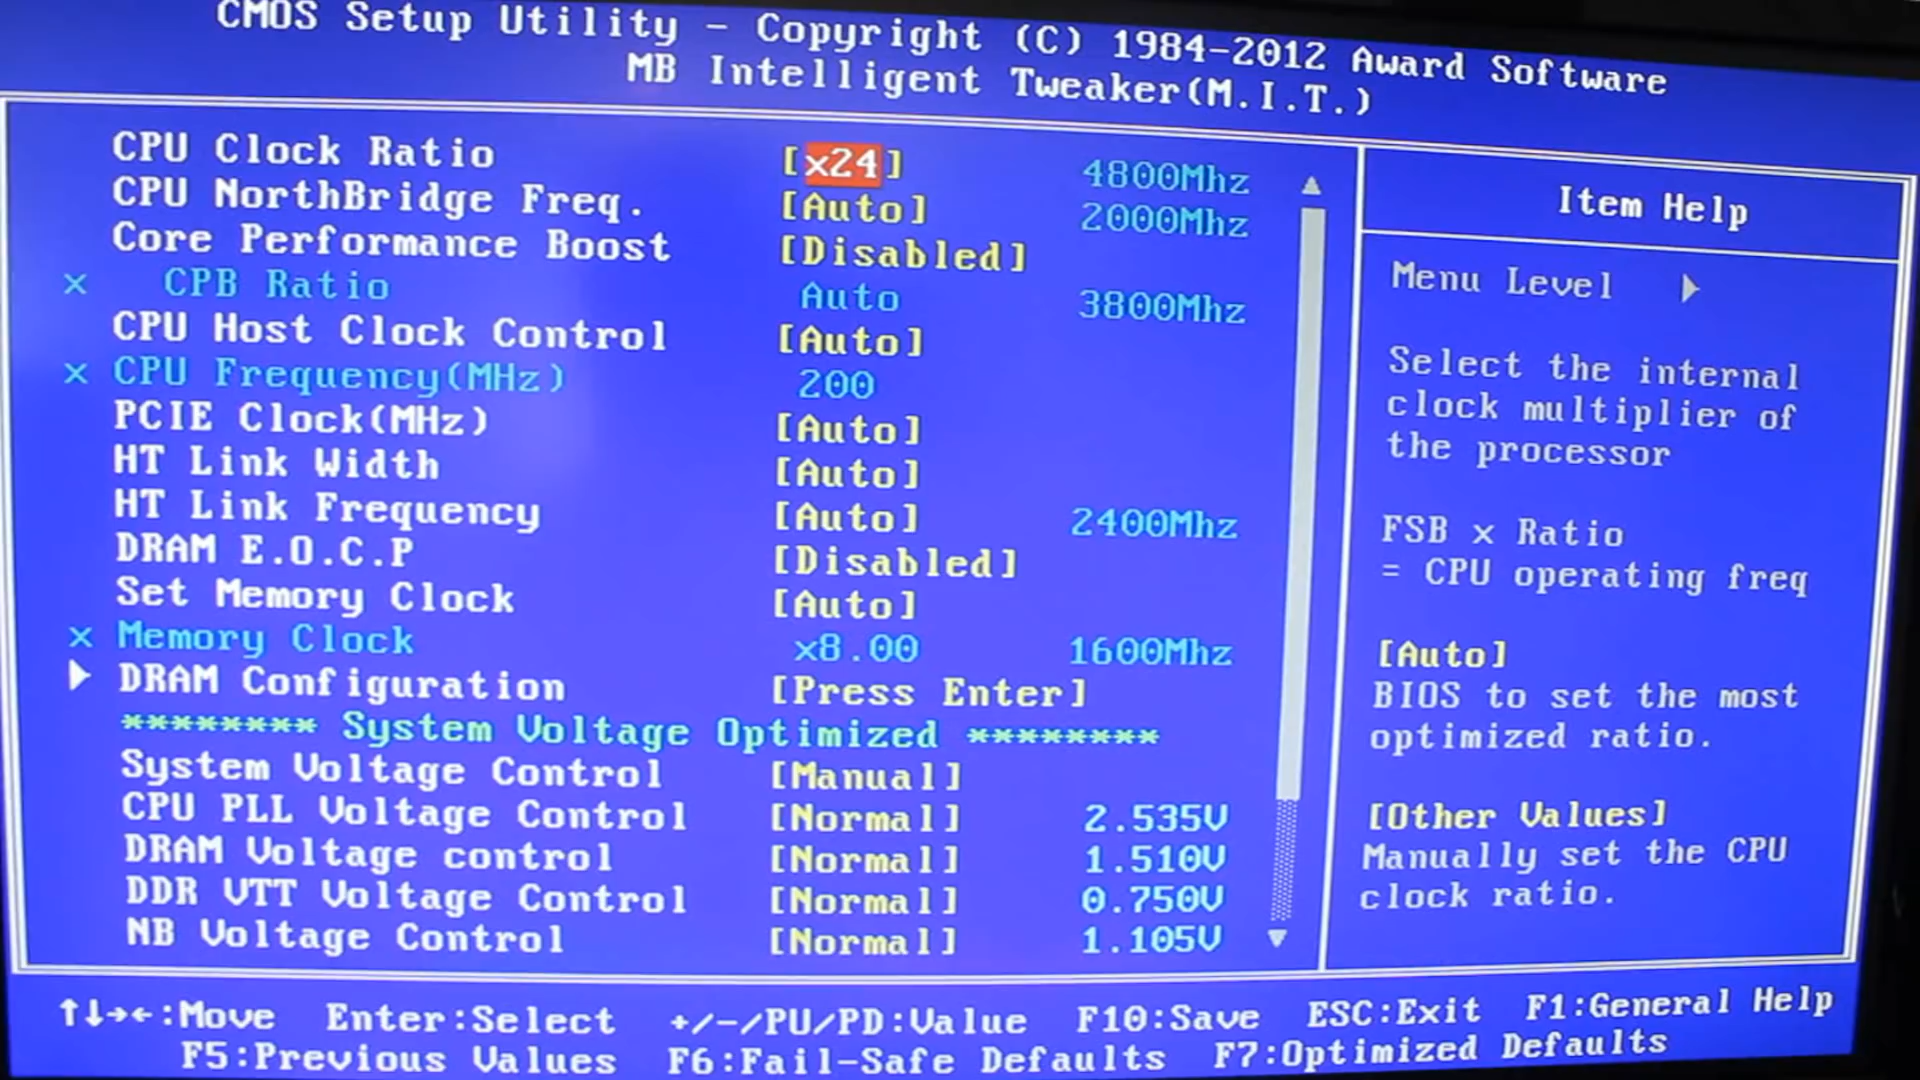 CMOS Setup Utility - Copyright (C) 1984-2012 Award Software
MB Intelligent Tweaker(M.I.T.)
CPU Clock Ratio [x24] 4800Mhz
CPU NorthBridge Freq. [Auto] 2000Mhz
Core Performance Boost [Disabled]
x CPB Ratio Auto 3800Mhz
CPU Host Clock Control [Auto]
x CPU Frequency(MHz) 200
PCIE Clock(MHz) [Auto]
HT Link Width [Auto]
HT Link Frequency [Auto] 2400Mhz
DRAM E.O.C.P [Disabled]
Set Memory Clock [Auto]
x Memory Clock x8.00 1600Mhz
▶ DRAM Configuration [Press Enter]
******** System Voltage Optimized ********
System Voltage Control [Manual]
CPU PLL Voltage Control [Normal] 2.535V
DRAM Voltage control [Normal] 1.510V
DDR VTT Voltage Control [Normal] 0.750V
NB Voltage Control [Normal] 1.105V
Item Help
Menu Level ▶
Select the internal
clock multiplier of
the processor
FSB x Ratio
= CPU operating freq
[Auto]
BIOS to set the most
optimized ratio.
[Other Values]
Manually set the CPU
clock ratio.
↑↓→←:Move Enter:Select +/-/PU/PD:Value F10:Save ESC:Exit F1:General Help
F5:Previous Values F6:Fail-Safe Defaults F7:Optimized Defaults